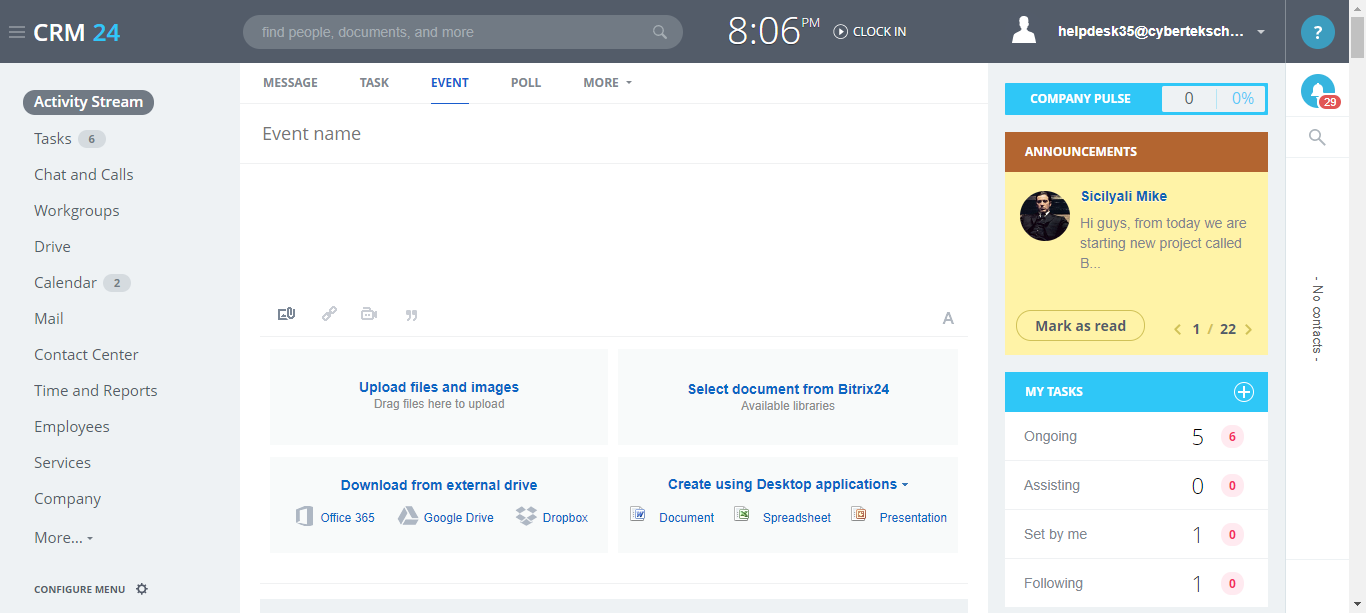 CRM 24
find people, documents, and more
8:06 PM
CLOCK IN
helpdesk35@cyberteksch...
?
29
Activity Stream
Tasks 6
Chat and Calls
Workgroups
Drive
Calendar 2
Mail
Contact Center
Time and Reports
Employees
Services
Company
More...
CONFIGURE MENU
MESSAGE TASK EVENT POLL MORE
Event name
A
Upload files and images
Drag files here to upload
Select document from Bitrix24
Available libraries
Download from external drive
Office 365 Google Drive Dropbox
Create using Desktop applications
Document Spreadsheet Presentation
COMPANY PULSE 0 0%
ANNOUNCEMENTS
Sicilyali Mike
Hi guys, from today we are
starting new project called
B...
Mark as read
1 / 22
MY TASKS
Ongoing 5 6
Assisting 0 0
Set by me 1 0
Following 1 0
- No contacts -